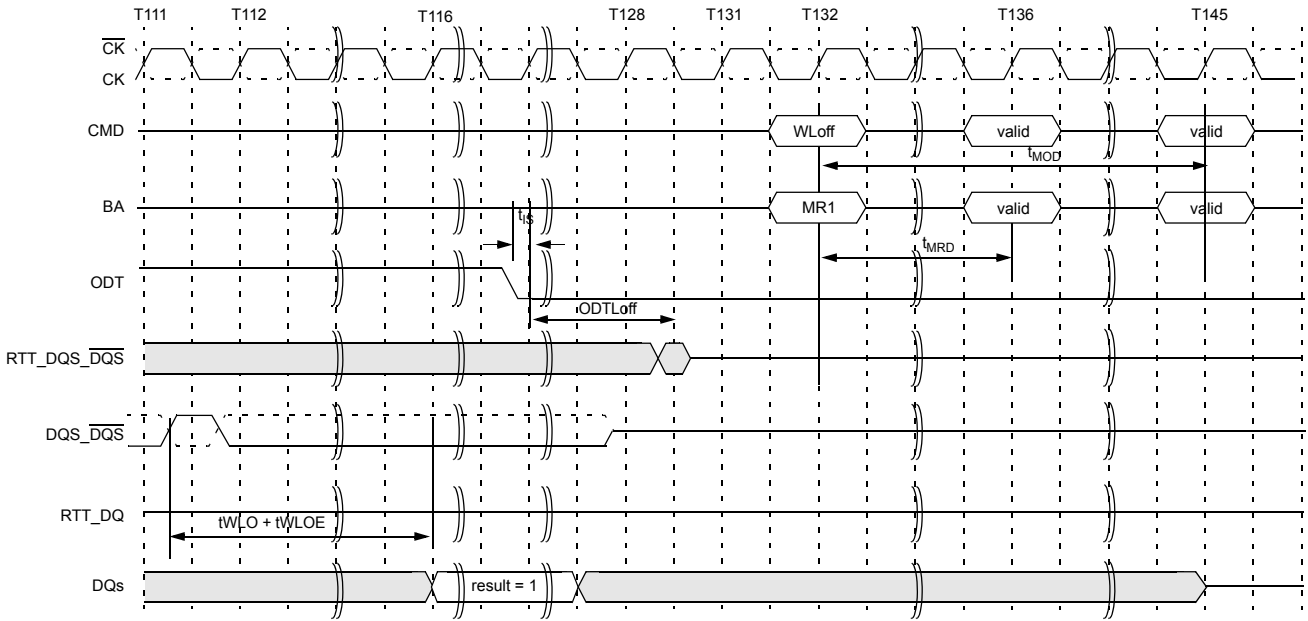 T111 T112 T116 T128 T131 T132 T136 T145
CK
CK
CMD WLoff valid valid
tMOD
BA MR1 valid valid
tIS
tMRD
ODT
ODTLoff
RTT_DQS_DQS
DQS_DQS
RTT_DQ
tWLO + tWLOE
DQs result = 1